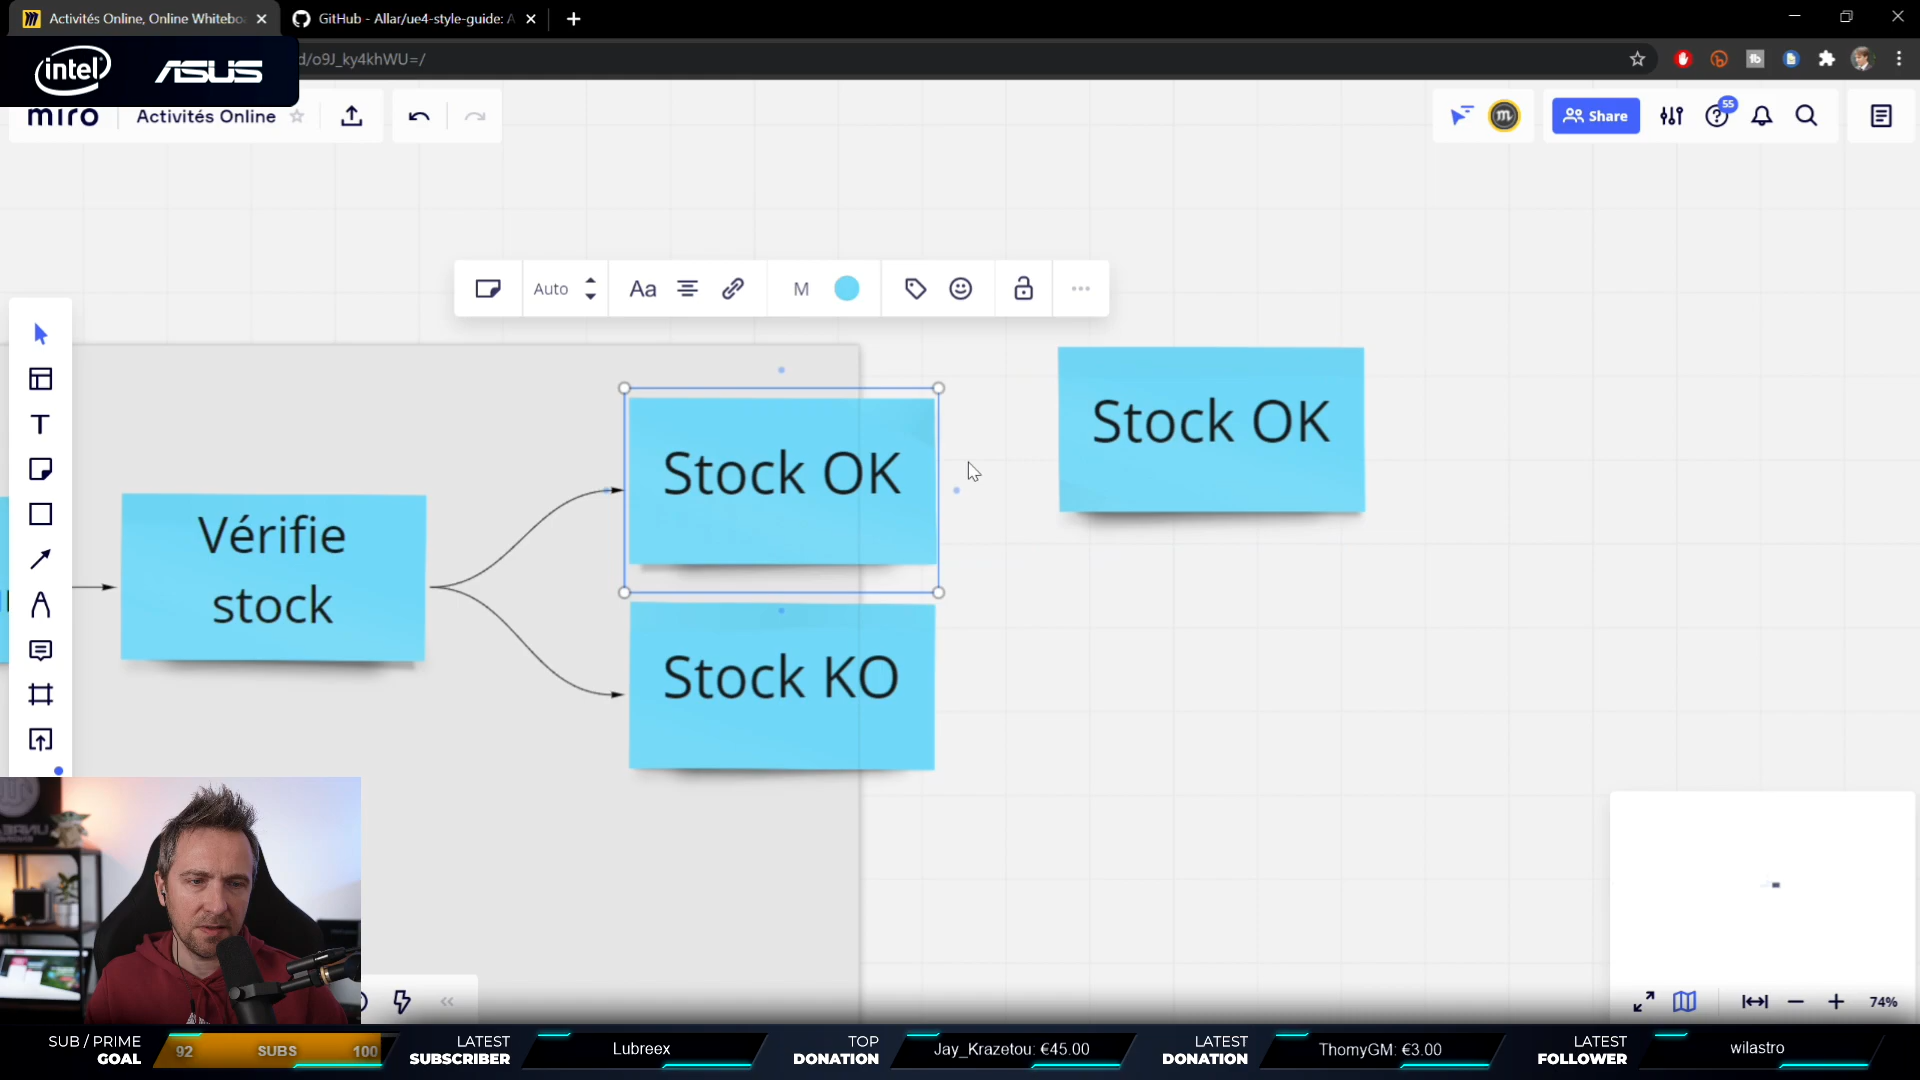 Activités Online, Online Whitebo
GitHub - Allar/ue4-style-guide: A
intel
ASUS
d/o9J_ky4khWU=/
miro
Activités Online
Share
55
Auto
Aa
M
Stock OK
Stock OK
Vérifie
stock
Stock KO
74%
SUB / PRIME
GOAL
92
SUBS
100
LATEST
SUBSCRIBER
Lubreex
TOP
DONATION
Jay_Krazetou: €45.00
LATEST
DONATION
ThomyGM: €3.00
LATEST
FOLLOWER
wilastro